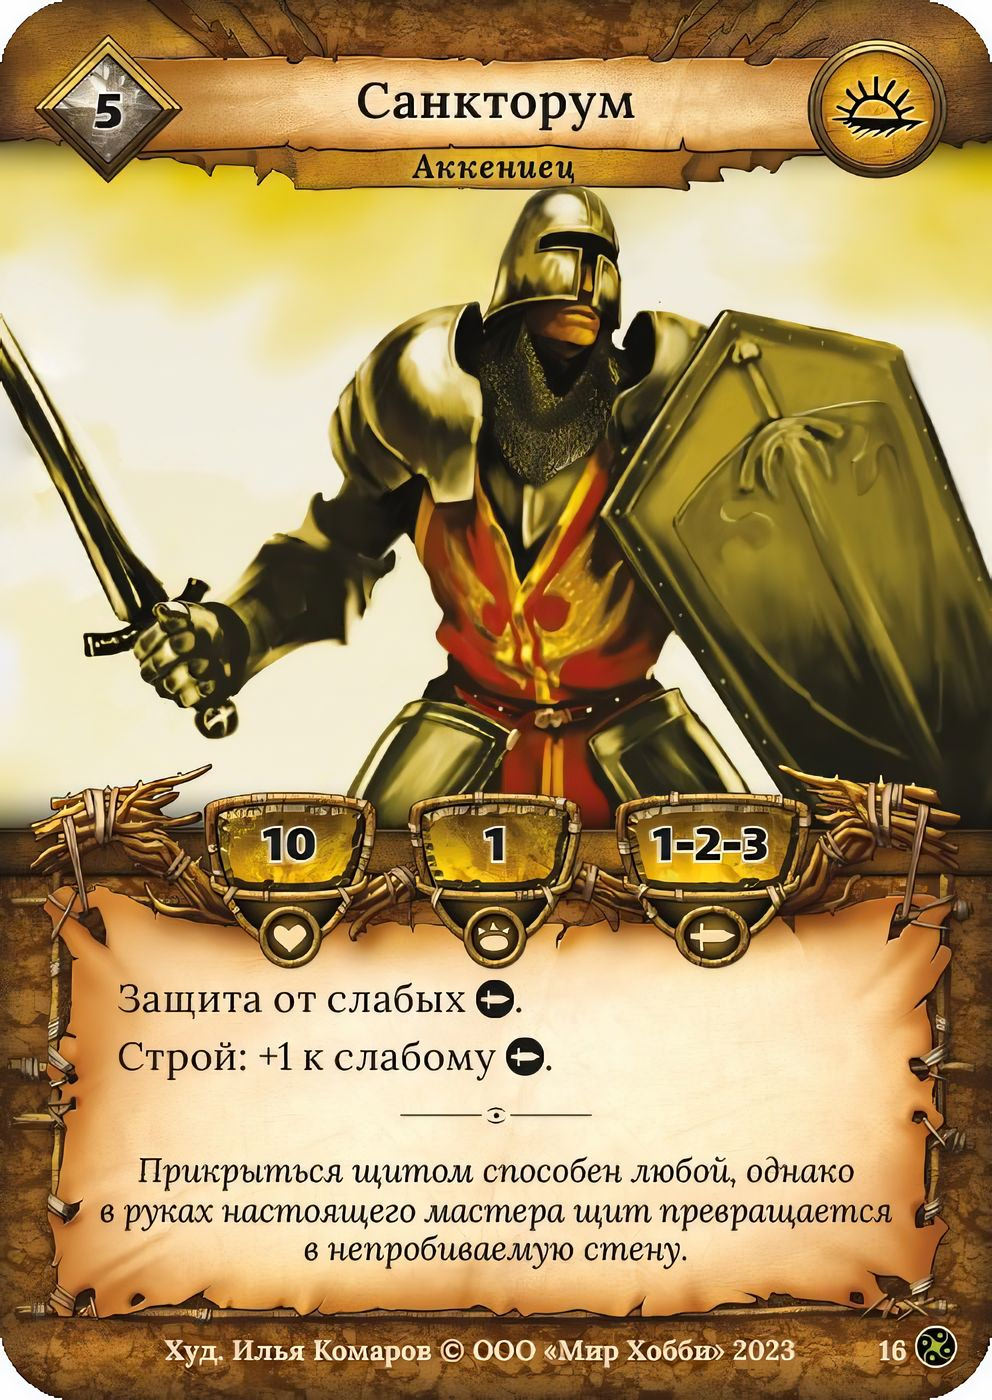 5
Санкторум
Аккениец
10
1
1-2-3
Защита от слабых .
Строй: +1 к слабому .
Прикрыться щитом способен любой, однако
в руках настоящего мастера щит превращается
в непробиваемую стену.
Худ. Илья Комаров © ООО «Мир Хобби» 2023
16